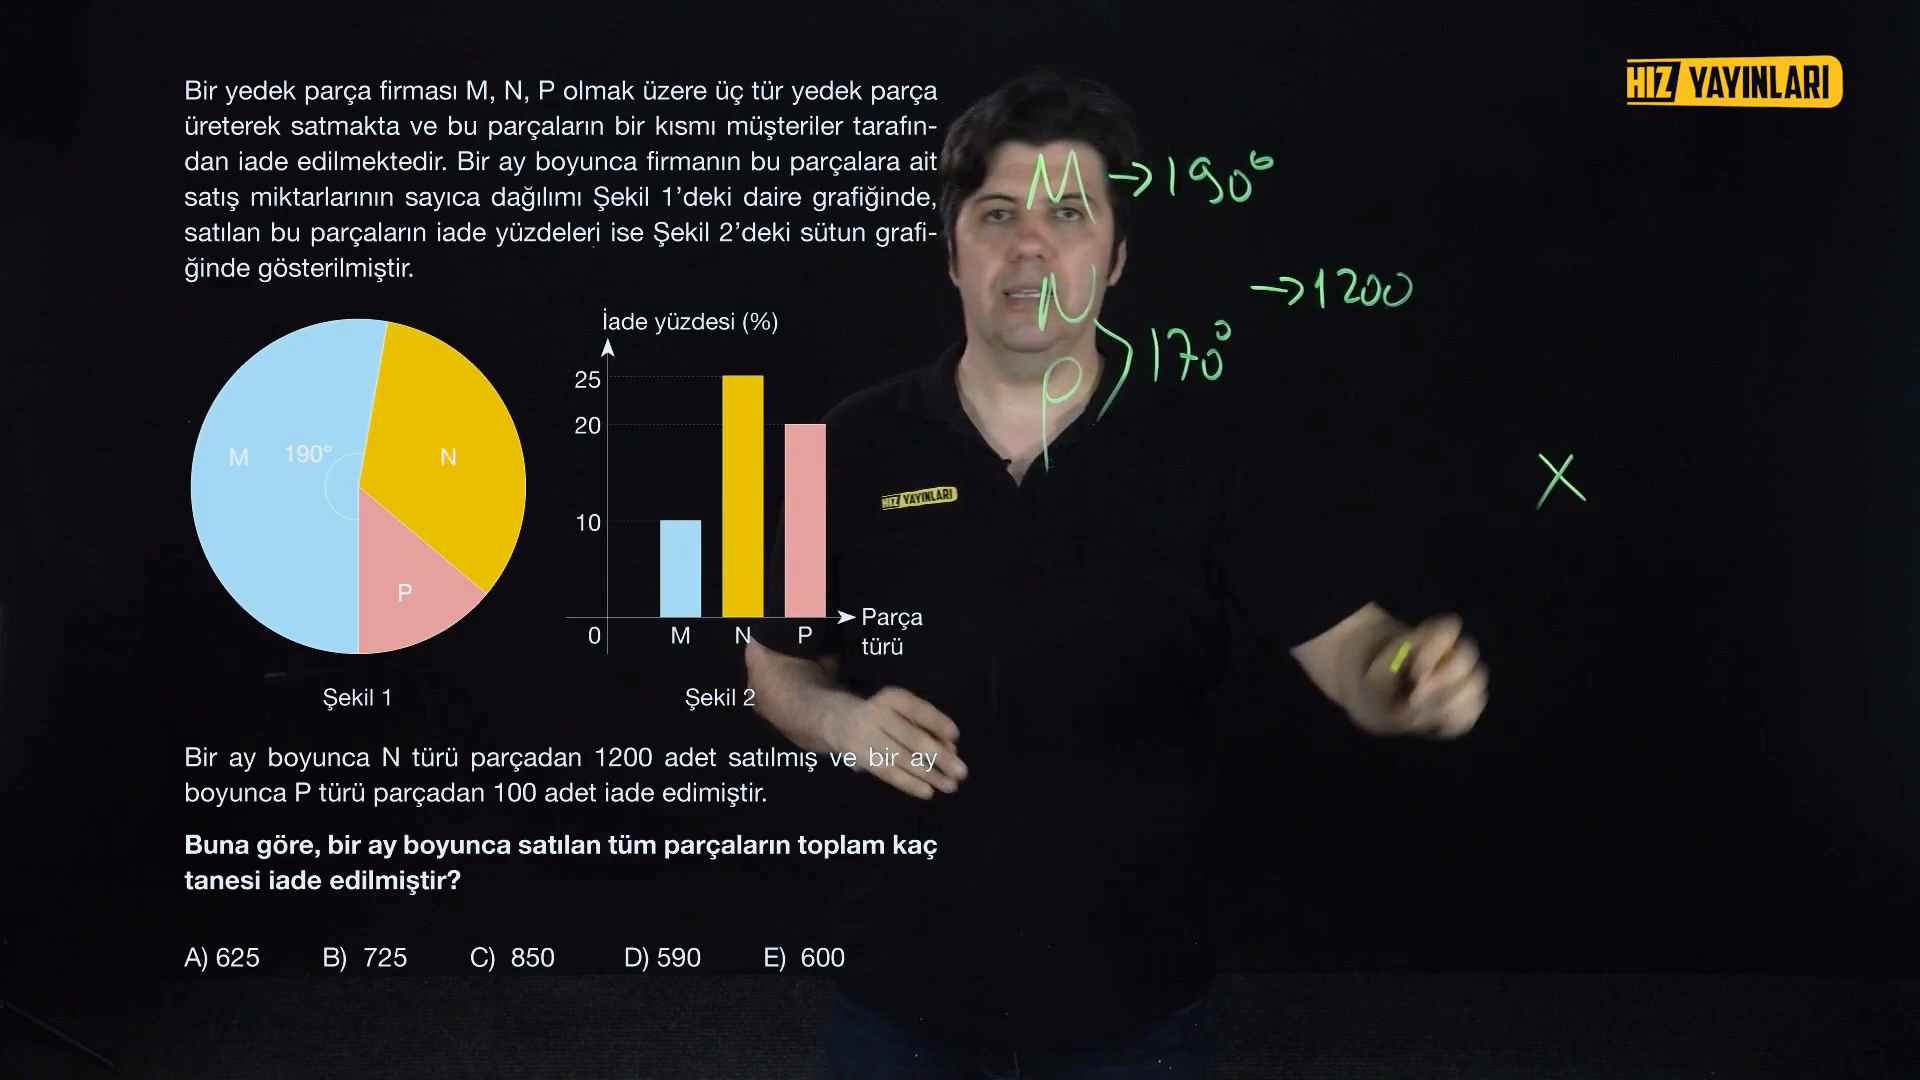 HIZ YAYINLARI
Bir yedek parça firması M, N, P olmak üzere üç tür yedek parça
üreterek satmakta ve bu parçaların bir kısmı müşteriler tarafın-
dan iade edilmektedir. Bir ay boyunca firmanın bu parçalara ait
satış miktarlarının sayıca dağılımı Şekil 1'deki daire grafiğinde,
satılan bu parçaların iade yüzdeleri ise Şekil 2'deki sütun grafi-
ğinde gösterilmiştir.
M 190° N
P
Şekil 1
İade yüzdesi (%)
25
20
10
0 M N P
Parça
türü
Şekil 2
Bir ay boyunca N türü parçadan 1200 adet satılmış ve bir ay
boyunca P türü parçadan 100 adet iade edimiştir.
Buna göre, bir ay boyunca satılan tüm parçaların toplam kaç
tanesi iade edilmiştir?
A) 625 B) 725 C) 850 D) 590 E) 600
M → 190°
N → 1200
P 170°
X
HIZ YAYINLARI